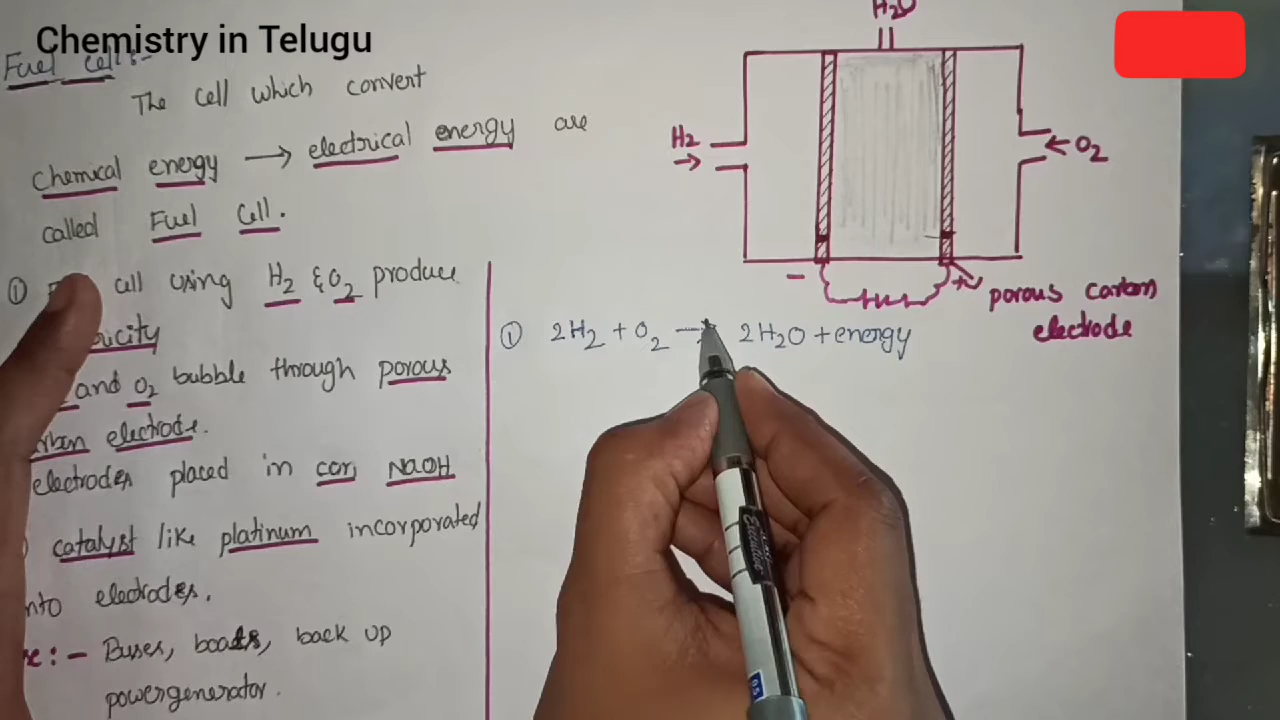 Chemistry in Telugu
Fuel cell:-
The cell which convert
chemical energy → electrical energy are
called Fuel Cell.
① cell using H2 & O2 produce
and O2 bubble through porous
electrode.
electrodes placed in con NaOH
catalyst like platinum incorporated
electrodes.
:- Buses, boats, back up
powergenerator.
H2O
H2 →
← O2
-
+
porous carbon
electrode
① 2H2 + O2 → 2H2O + energy